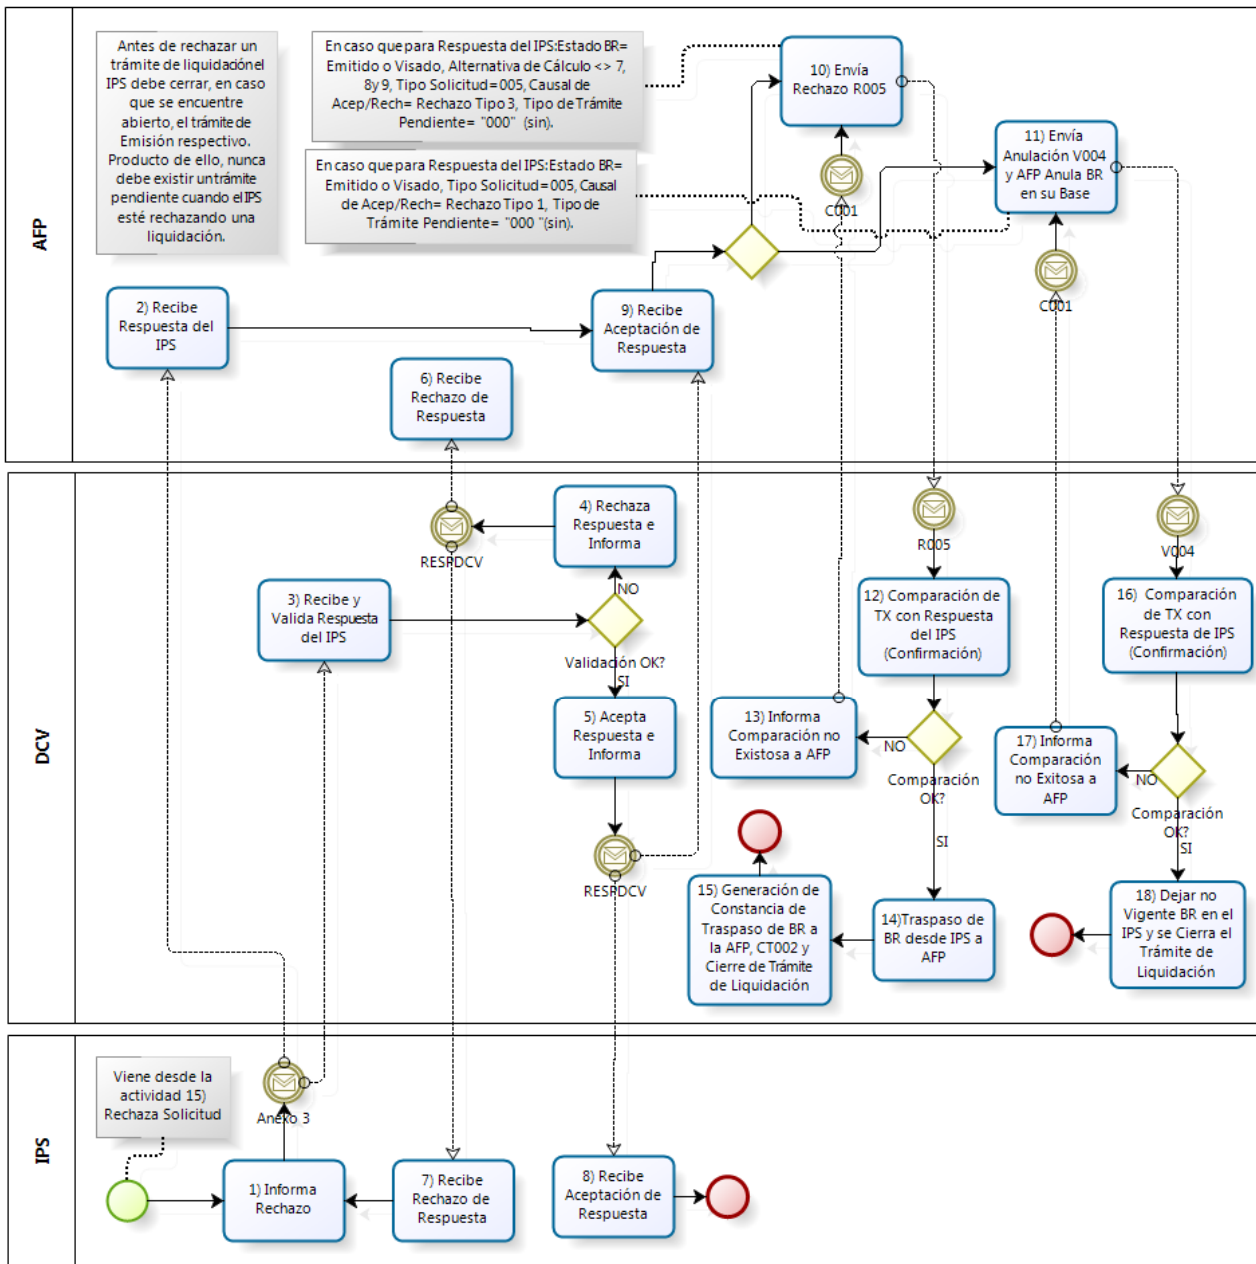 AFP
Antes de rechazar un
trámite de liquidación el
IPS debe cerrar, en caso
que se encuentre
abierto, el trámite de
Emisión respectivo.
Producto de ello, nunca
debe existir un trámite
pendiente cuando el IPS
esté rechazando una
liquidación.
En caso que para Respuesta del IPS:Estado BR=
Emitido o Visado, Alternativa de Cálculo <> 7,
8y 9, Tipo Solicitud=005, Causal de
Acep/Rech= Rechazo Tipo 3, Tipo de Trámite
Pendiente= "000" (sin).
En caso que para Respuesta del IPS:Estado BR=
Emitido o Visado, Tipo Solicitud=005, Causal
de Acep/Rech= Rechazo Tipo 1, Tipo de
Trámite Pendiente= "000 "(sin).
10) Envía
Rechazo R005
C001
11) Envía
Anulación V004
y AFP Anula BR
en su Base
C001
2) Recibe
Respuesta del
IPS
9) Recibe
Aceptación de
Respuesta
6) Recibe
Rechazo de
Respuesta
DCV
RESPDCV
4) Rechaza
Respuesta e
Informa
NO
3) Recibe y
Valida Respuesta
del IPS
Validación OK?
SI
5) Acepta
Respuesta e
Informa
RESPDCV
R005
12) Comparación de
TX con Respuesta
del IPS
(Confirmación)
13) Informa
Comparación no
Existosa a AFP
NO
Comparación
OK?
SI
15) Generación de
Constancia de
Traspaso de BR a
la AFP, CT002 y
Cierre de Trámite
de Liquidación
14)Traspaso de
BR desde IPS a
AFP
V004
16) Comparación
de TX con
Respuesta de IPS
(Confirmación)
17) Informa
Comparación
no Exitosa a
AFP
NO
Comparación
OK?
SI
18) Dejar no
Vigente BR en el
IPS y se Cierra el
Trámite de
Liquidación
IPS
Viene desde la
actividad 15)
Rechaza Solicitud
Anexo 3
1) Informa
Rechazo
7) Recibe
Rechazo de
Respuesta
8) Recibe
Aceptación de
Respuesta